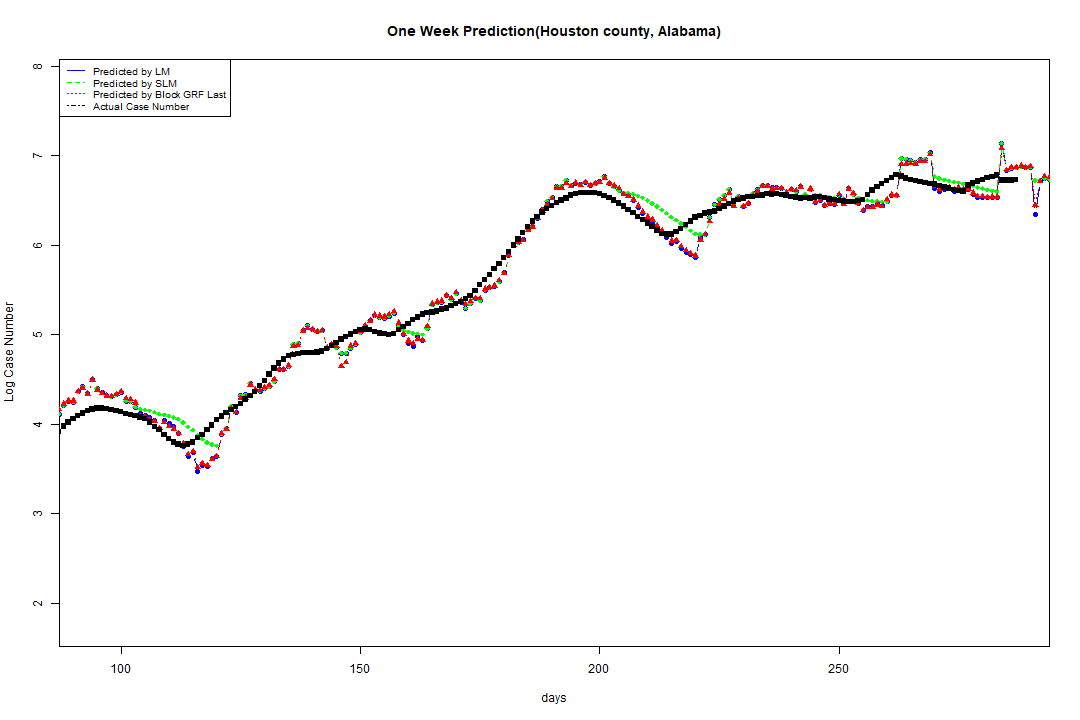 One Week Prediction(Houston county, Alabama)
Predicted by LM
Predicted by SLM
Predicted by Block GRF Last
Actual Case Number
8
7
6
5
4
3
2
Log Case Number
100 150 200 250
days